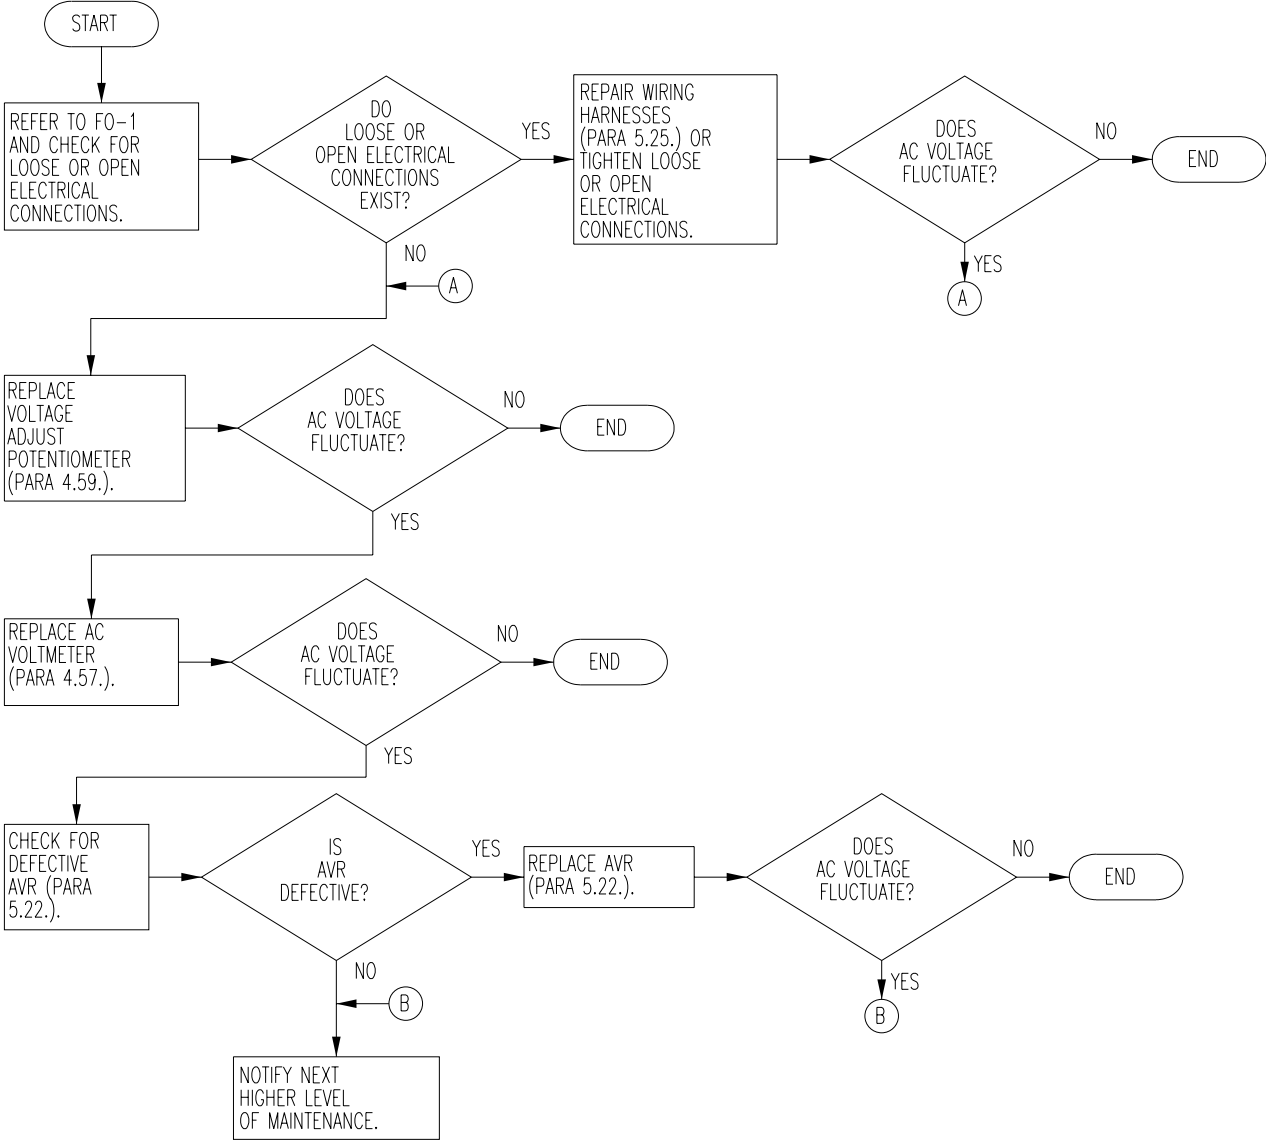 START
REFER TO FO-1
AND CHECK FOR
LOOSE OR OPEN
ELECTRICAL
CONNECTIONS.
DO
LOOSE OR
OPEN ELECTRICAL
CONNECTIONS
EXIST?
YES
REPAIR WIRING
HARNESSES
(PARA 5.25.) OR
TIGHTEN LOOSE
OR OPEN
ELECTRICAL
CONNECTIONS.
DOES
AC VOLTAGE
FLUCTUATE?
NO
END
NO
A
YES
A
REPLACE
VOLTAGE
ADJUST
POTENTIOMETER
(PARA 4.59.).
DOES
AC VOLTAGE
FLUCTUATE?
NO
END
YES
REPLACE AC
VOLTMETER
(PARA 4.57.).
DOES
AC VOLTAGE
FLUCTUATE?
NO
END
YES
CHECK FOR
DEFECTIVE
AVR (PARA
5.22.).
IS
AVR
DEFECTIVE?
YES
REPLACE AVR
(PARA 5.22.).
DOES
AC VOLTAGE
FLUCTUATE?
NO
END
NO
B
YES
B
NOTIFY NEXT
HIGHER LEVEL
OF MAINTENANCE.